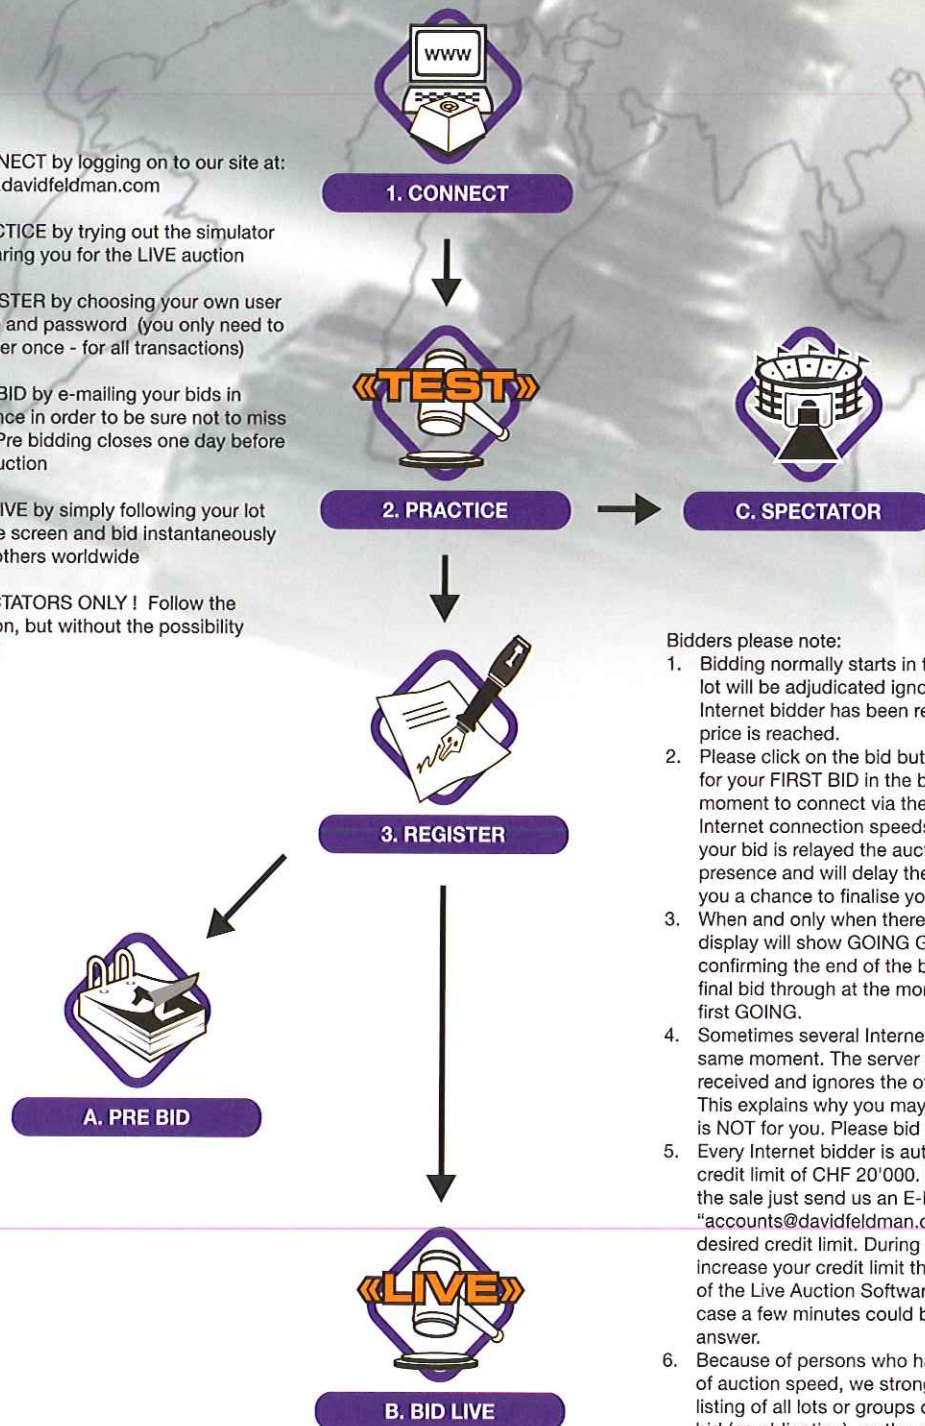 WWW
@
1. CONNECT
NECT by logging on to our site at:
.davidfeldman.com
CTICE by trying out the simulator
aring you for the LIVE auction
STER by choosing your own user
and password (you only need to
er once - for all transactions)
BID by e-mailing your bids in
nce in order to be sure not to miss
Pre bidding closes one day before
uction
IVE by simply following your lot
e screen and bid instantaneously
others worldwide
CTATORS ONLY ! Follow the
on, but without the possibility
«TEST»
2. PRACTICE
C. SPECTATOR
3. REGISTER
A. PRE BID
«LIVE»
B. BID LIVE
Bidders please note:
1. Bidding normally starts in
lot will be adjudicated igno
Internet bidder has been re
price is reached.
2. Please click on the bid but
for your FIRST BID in the b
moment to connect via the
Internet connection speeds
your bid is relayed the auct
presence and will delay the
you a chance to finalise yo
3. When and only when there
display will show GOING G
confirming the end of the b
final bid through at the mor
first GOING.
4. Sometimes several Interne
same moment. The server
received and ignores the o
This explains why you may
is NOT for you. Please bid
5. Every Internet bidder is aut
credit limit of CHF 20'000.
the sale just send us an E-
"accounts@davidfeldman.c
desired credit limit. During
increase your credit limit th
of the Live Auction Softwar
case a few minutes could b
answer.
6. Because of persons who ha
of auction speed, we strong
listing of all lots or groups o